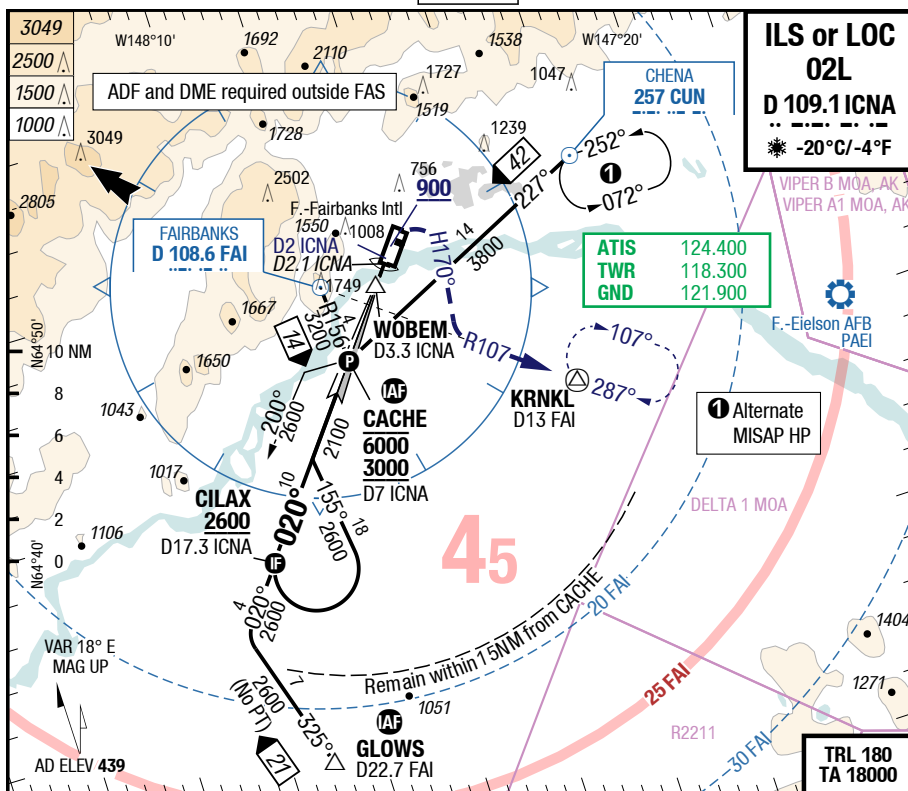 3049
2500
1500
1000
W148°10'
1692
2110
1538
W147°20'
ILS or LOC
02L
D 109.1 ICNA
-20°C/-4°F
ADF and DME required outside FAS
1727
1519
1047
CHENA
257 CUN
3049
1728
1239
42
252°
1
072°
227°
VIPER B MOA, AK
VIPER A1 MOA, AK
2805
2502
756
900
F.-Fairbanks Intl
1550
1008
14
3800
FAIRBANKS
D 108.6 FAI
D2 ICNA
D2.1 ICNA
H170°
ATIS 124.400
TWR 118.300
GND 121.900
1749
R156°
4
3200
1667
14
WOBEM
D3.3 ICNA
R107
107°
287°
F.-Eielson AFB
PAEI
N64°50'
10 NM
8
6
4
2
0
1650
P
IAF
CACHE
6000
3000
D7 ICNA
KRNKL
D13 FAI
1043
200°
2600
2100
1 Alternate
MISAP HP
1017
CILAX
2600
D17.3 ICNA
10
020°
155°
18
2600
DELTA 1 MOA
N64°40'
1106
IF
45
4
020°
2600
Remain within 15NM from CACHE
20 FAI
1404
VAR 18° E
MAG UP
7
2600
(No PT)
325°
21
1051
25 FAI
1271
IAF
GLOWS
D22.7 FAI
R2211
30 FAI
AD ELEV 439
TRL 180
TA 18000